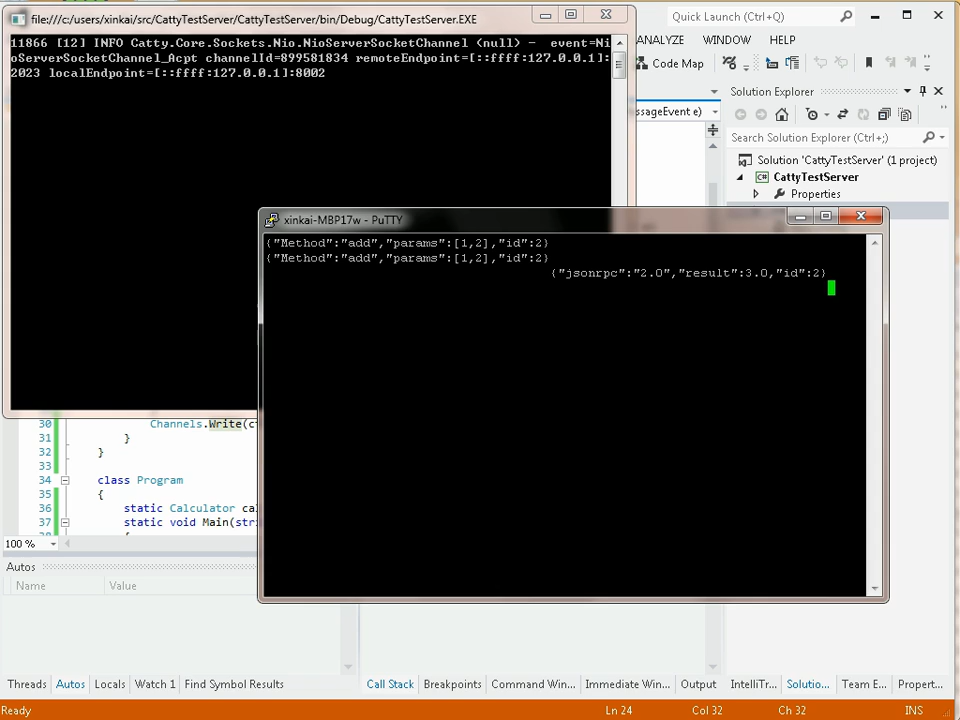 file:///c:/users/xinkai/src/CattyTestServer/CattyTestServer/bin/Debug/CattyTestServer.EXE
11866 [12] INFO Catty.Core.Sockets.Nio.NioServerSocketChannel (null) - event=Ni
oServerSocketChannel_Acpt channelId=899581834 remoteEndpoint=[::ffff:127.0.0.1]:
2023 localEndpoint=[::ffff:127.0.0.1]:8002
Quick Launch (Ctrl+Q)
ANALYZE WINDOW HELP
Code Map
Solution Explorer
ssageEvent e)
Search Solution Explorer (Ctrl+;)
Solution 'CattyTestServer' (1 project)
C# CattyTestServer
Properties
xinkai-MBP17w - PuTTY
{"Method":"add","params":[1,2],"id":2}
{"Method":"add","params":[1,2],"id":2}
{"jsonrpc":"2.0","result":3.0,"id":2}
30 Channels.Write(ct
31 }
32 }
33
34 class Program
35 {
36 static Calculator cal
37 static void Main(stri
100 %
Autos
Name Value
Threads Autos Locals Watch 1 Find Symbol Results
Call Stack Breakpoints Command Win... Immediate Win... Output
IntelliTr... Solutio... Team E... Propert...
Ready Ln 24 Col 32 Ch 32 INS